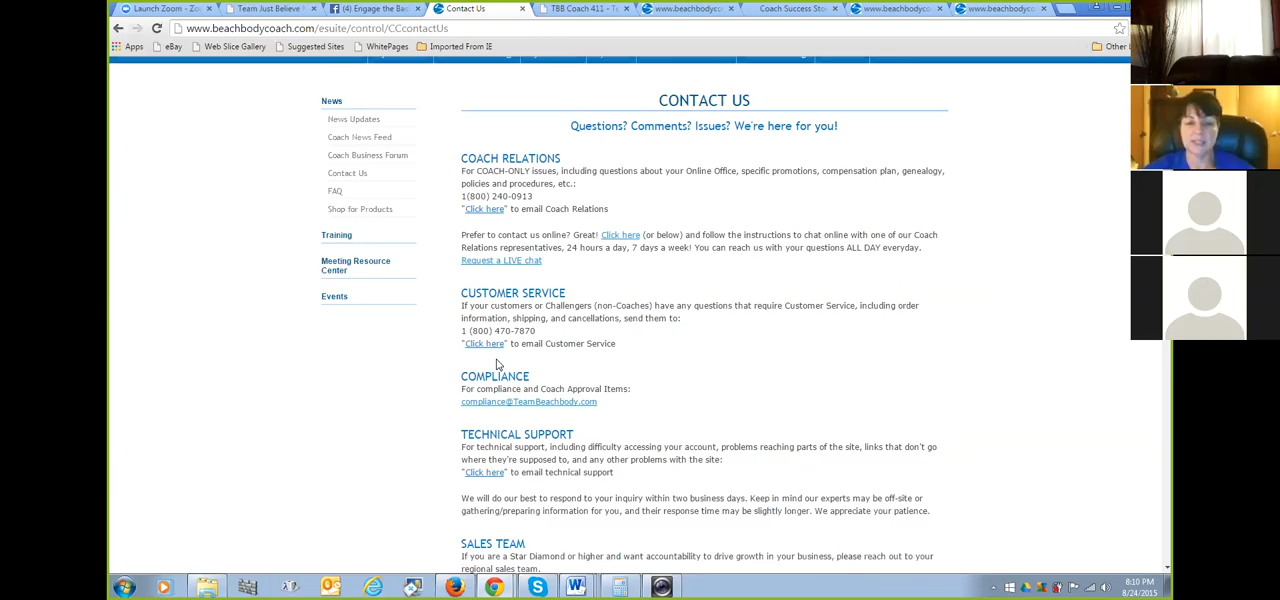 Launch Zoom - Zo
Team Just Believe
(4) Engage the Ba
Contact Us
TBB Coach 411 - Te
www.beachbodyc
Coach Success Sto
www.beachbodyc
www.beachbodyc
www.beachbodycoach.com/esuite/control/CCcontactUs
Apps
eBay
Web Slice Gallery
Suggested Sites
WhitePages
Imported From IE
Other
News
News Updates
Coach News Feed
Coach Business Forum
Contact Us
FAQ
Shop for Products
Training
Meeting Resource
Center
Events
CONTACT US
Questions? Comments? Issues? We're here for you!
COACH RELATIONS
For COACH-ONLY issues, including questions about your Online Office, specific promotions, compensation plan, genealogy,
policies and procedures, etc.:
1(800) 240-0913
"Click here" to email Coach Relations
Prefer to contact us online? Great! Click here (or below) and follow the instructions to chat online with one of our Coach
Relations representatives, 24 hours a day, 7 days a week! You can reach us with your questions ALL DAY everyday.
Request a LIVE chat
CUSTOMER SERVICE
If your customers or Challengers (non-Coaches) have any questions that require Customer Service, including order
information, shipping, and cancellations, send them to:
1 (800) 470-7870
"Click here" to email Customer Service
COMPLIANCE
For compliance and Coach Approval Items:
compliance@TeamBeachbody.com
TECHNICAL SUPPORT
For technical support, including difficulty accessing your account, problems reaching parts of the site, links that don't go
where they're supposed to, and any other problems with the site:
"Click here" to email technical support
We will do our best to respond to your inquiry within two business days. Keep in mind our experts may be off-site or
gathering/preparing information for you, and their response time may be slightly longer. We appreciate your patience.
SALES TEAM
If you are a Star Diamond or higher and want accountability to drive growth in your business, please reach out to your
regional sales team.
8:10 PM
8/24/2015